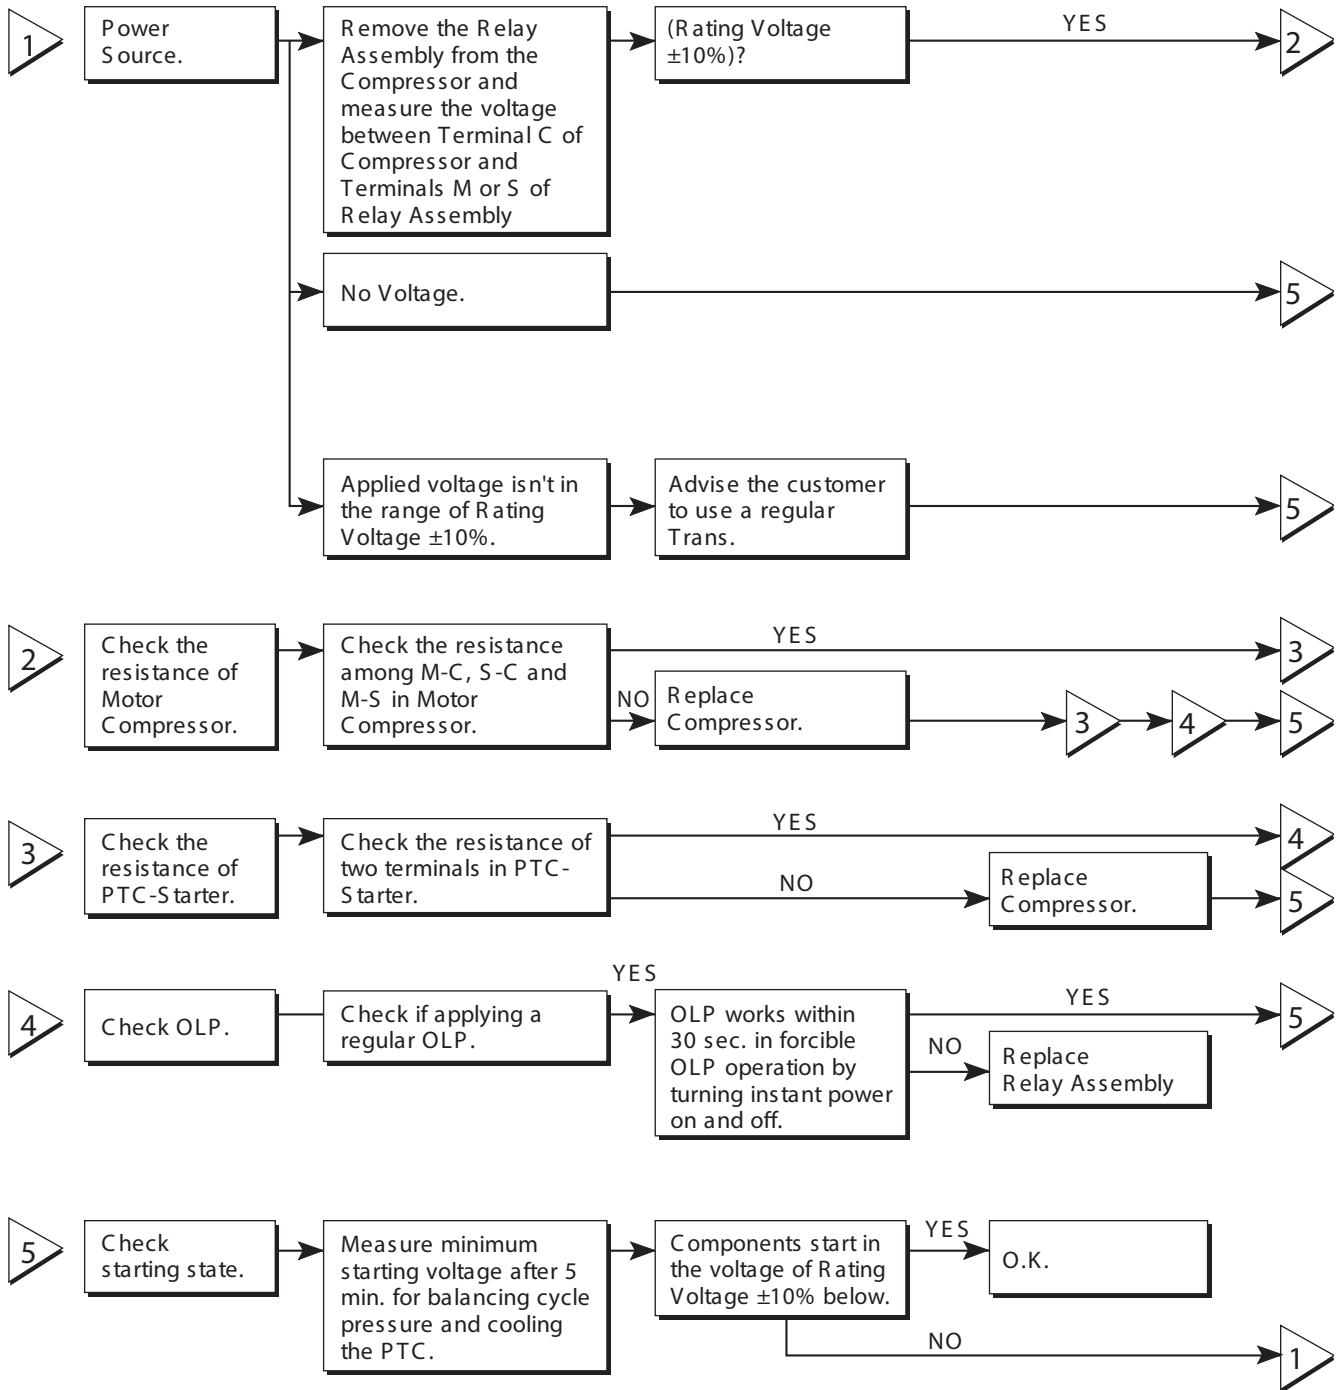 1
Power
Source.
Remove the Relay
Assembly from the
Compressor and
measure the voltage
between Terminal C of
Compressor and
Terminals M or S of
Relay Assembly
(Rating Voltage
±10%)?
YES
2
No Voltage.
5
Applied voltage isn't in
the range of Rating
Voltage ±10%.
Advise the customer
to use a regular
Trans.
5
2
Check the
resistance of
Motor
Compressor.
Check the resistance
among M-C, S-C and
M-S in Motor
Compressor.
YES
3
NO
Replace
Compressor.
3
4
5
3
Check the
resistance of
PTC-Starter.
Check the resistance of
two terminals in PTC-
Starter.
YES
4
NO
Replace
Compressor.
5
4
Check OLP.
Check if applying a
regular OLP.
YES
OLP works within
30 sec. in forcible
OLP operation by
turning instant power
on and off.
YES
5
NO
Replace
Relay Assembly
5
Check
starting state.
Measure minimum
starting voltage after 5
min. for balancing cycle
pressure and cooling
the PTC.
Components start in
the voltage of Rating
Voltage ±10% below.
YES
O.K.
NO
1